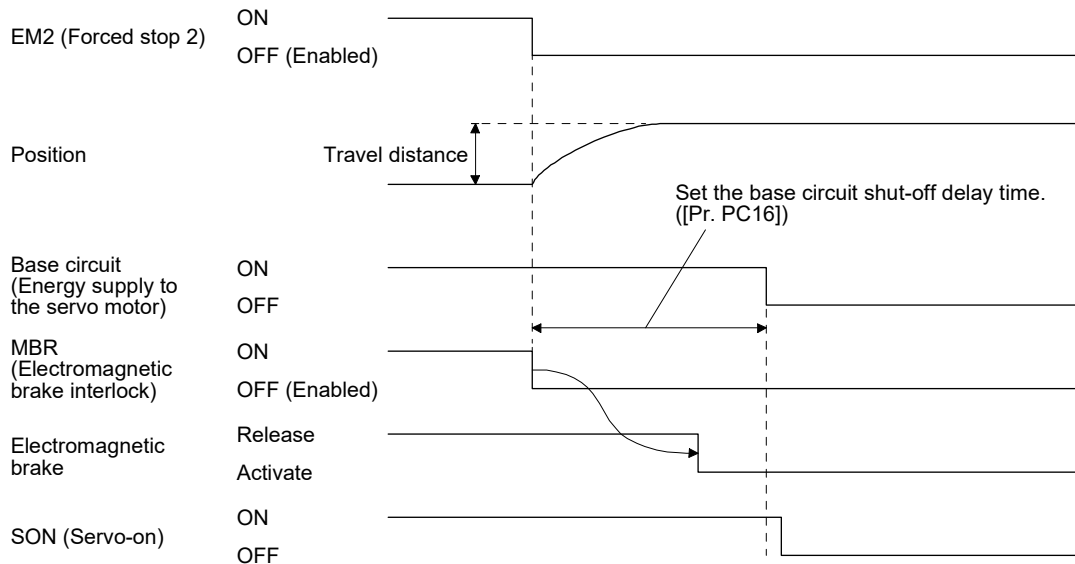 ON
EM2 (Forced stop 2)
OFF (Enabled)
Position
Travel distance
Set the base circuit shut-off delay time.
([Pr. PC16])
Base circuit
(Energy supply to
the servo motor)
ON
OFF
MBR
(Electromagnetic
brake interlock)
ON
OFF (Enabled)
Electromagnetic
brake
Release
Activate
SON (Servo-on)
ON
OFF